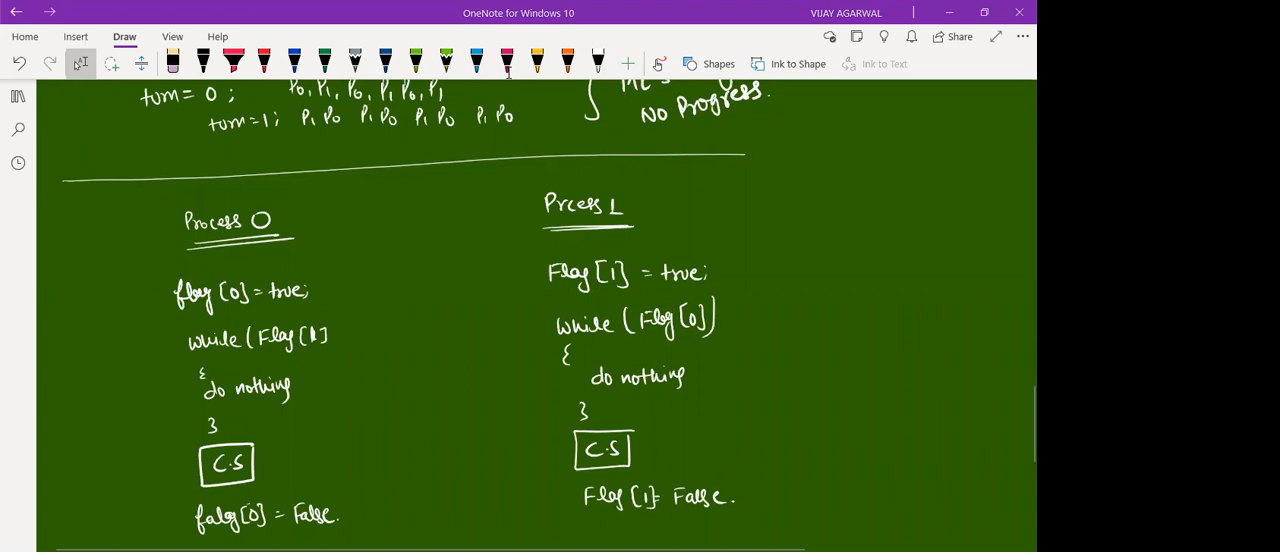 OneNote for Windows 10
VIJAY AGARWAL
Home Insert Draw View Help
Share
Shapes Ink to Shape Ink to Text
turn = 0 ; P0, P1, P0, P1 P0, P1
turn = 1; P1 P0 P1 P0 P1 P0 P1 P0
No Progress.
Process 0
Prcess 1
flag [0] = true;
Flag [1] = true;
while (Flag [1]
while (Flag [0])
{
do nothing
}
{
do nothing
}
C.S
C.S
falg[0] = False.
Flag [1]= False.